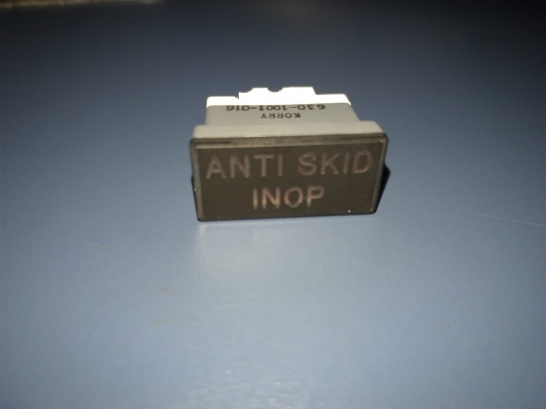 KORRY
630-1001-016
ANTI SKID
INOP